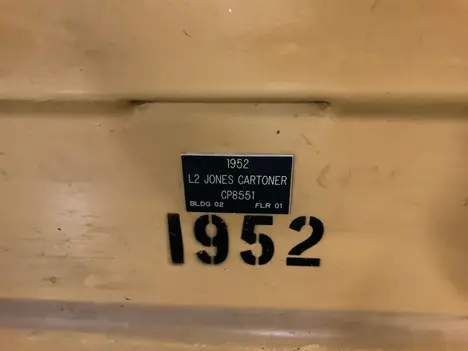 1952
L2 JONES CARTONER
CP8551
BLDG 02 FLR 01
1952